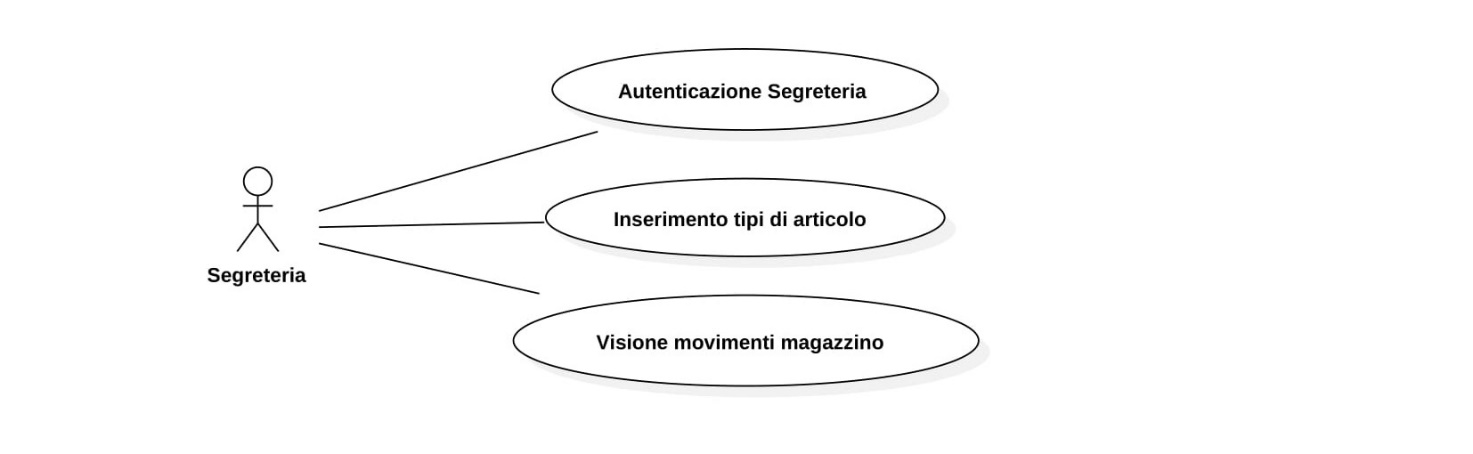 Autenticazione Segreteria
Inserimento tipi di articolo
Segreteria
Visione movimenti magazzino